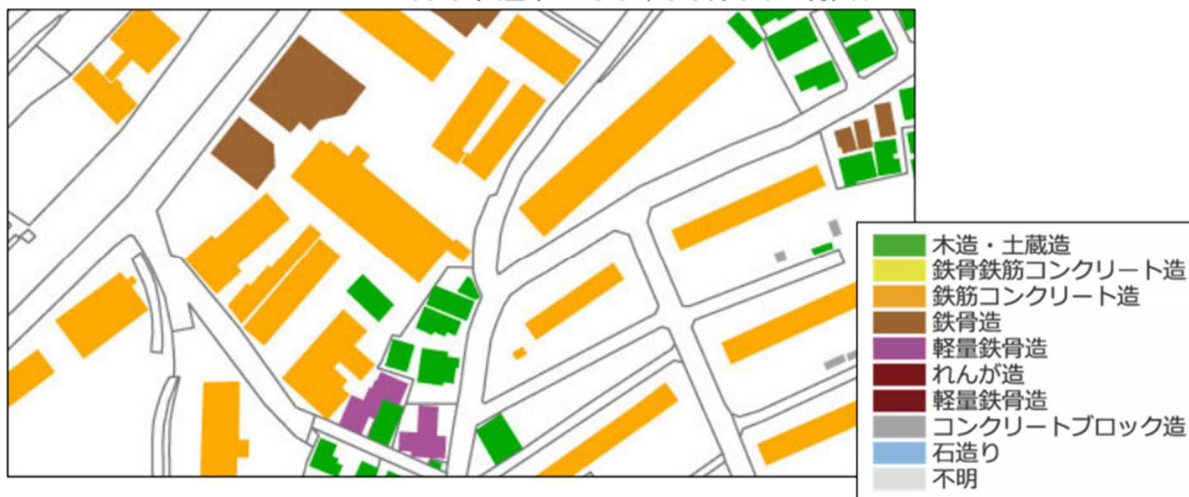 木造・土蔵造
鉄骨鉄筋コンクリート造
鉄筋コンクリート造
鉄骨造
軽量鉄骨造
れんが造
軽量鉄骨造
コンクリートブロック造
石造り
不明